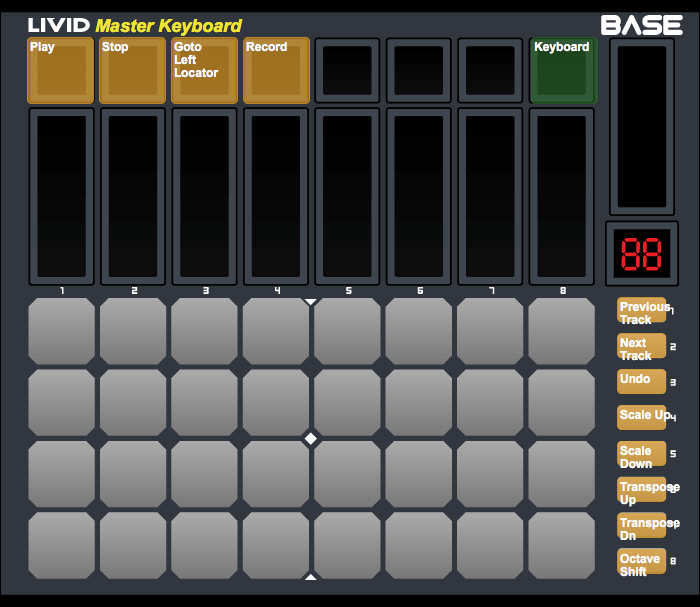 LIVID Master Keyboard BASE
Play Stop Goto Record Keyboard
Left
Locator
88
1 2 3 4 5 6 7 8
Previous 1
Track
Next 2
Track
Undo 3
Scale Up 4
Scale 5
Down
Transpose 6
Up
Transpose
Dn
Octave 8
Shift